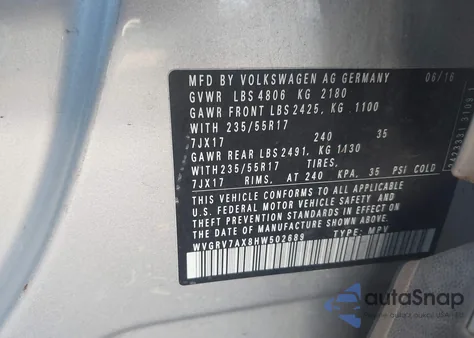 MFD BY VOLKSWAGEN AG GERMANY 06/16
GVWR LBS 4806 KG 2180
GAWR FRONT LBS 2425, KG 1100
WITH 235/55R17
7JX17 240 35
GAWR REAR LBS 2491, KG 1130
WITH 235/55R17 TIRES,
7JX17 RIMS, AT 240 KPA, 35 PSI COLD
THIS VEHICLE CONFORMS TO ALL APPLICABLE
U.S. FEDERAL MOTOR VEHICLE SAFETY AND
THEFT PREVENTION STANDARDS IN EFFECT ON
THE DATE OF MANUFACTURE SHOWN ABOVE.
WVGRV7AX8HW502689 TYPE: MPV
autoSnap